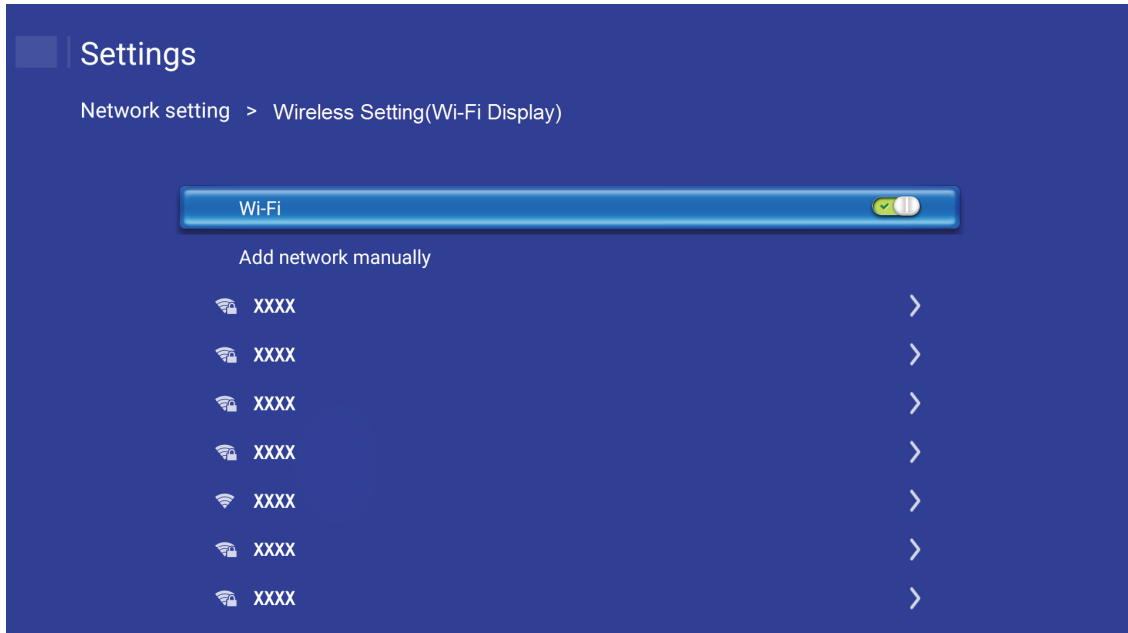 Settings
Network setting > Wireless Setting(Wi-Fi Display)
Wi-Fi
Add network manually
XXXX
XXXX
XXXX
XXXX
XXXX
XXXX
XXXX